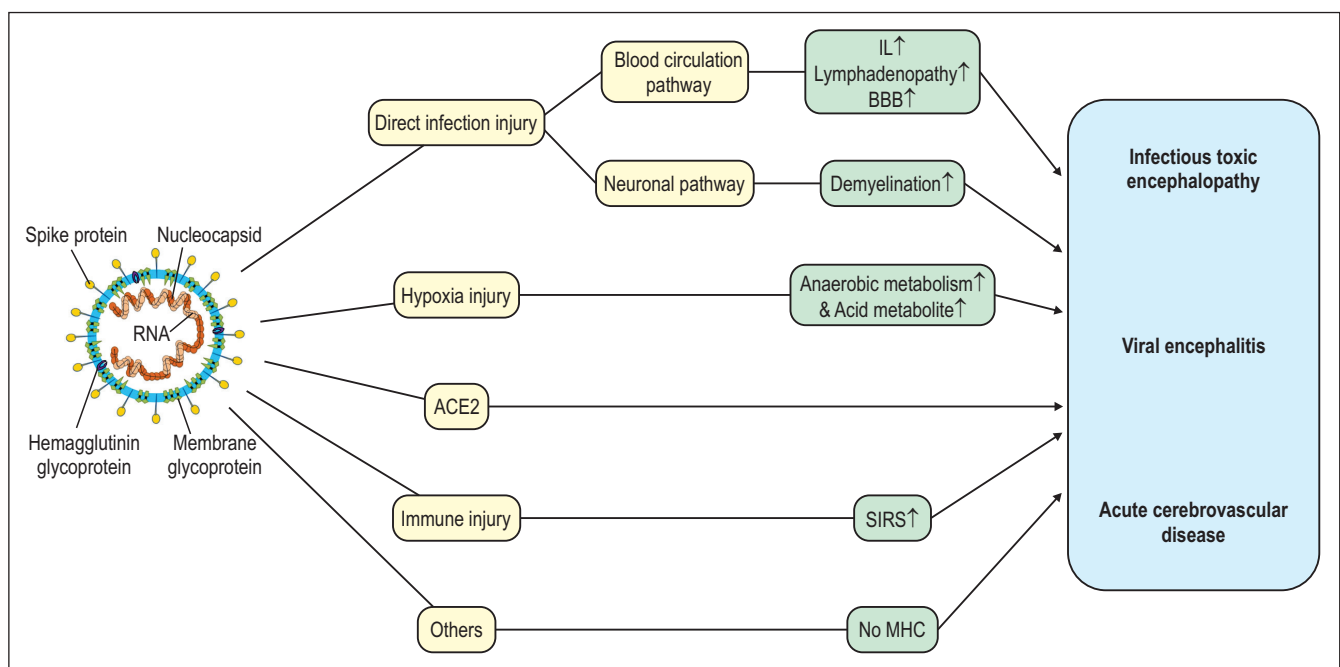 Spike protein
Nucleocapsid
RNA
Hemagglutinin
glycoprotein
Membrane
glycoprotein
Direct infection injury
Blood circulation
pathway
IL↑
Lymphadenopathy↑
BBB↑
Neuronal pathway
Demyelination↑
Hypoxia injury
Anaerobic metabolism↑
& Acid metabolite↑
ACE2
Immune injury
SIRS↑
Others
No MHC
Infectious toxic
encephalopathy
Viral encephalitis
Acute cerebrovascular
disease